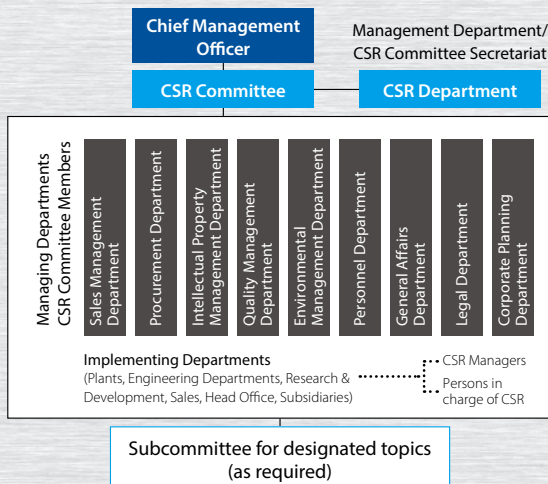 Chief Management
Officer
Management Department/
CSR Committee Secretariat
CSR Committee
CSR Department
Managing Departments
CSR Committee Members
Sales Management
Department
Procurement Department
Intellectual Property
Management Department
Quality Management
Department
Environmental
Management Department
Personnel Department
General Affairs
Department
Legal Department
Corporate Planning
Department
Implementing Departments
(Plants, Engineering Departments, Research &
Development, Sales, Head Office, Subsidiaries)
CSR Managers
Persons in
charge of CSR
Subcommittee for designated topics
(as required)